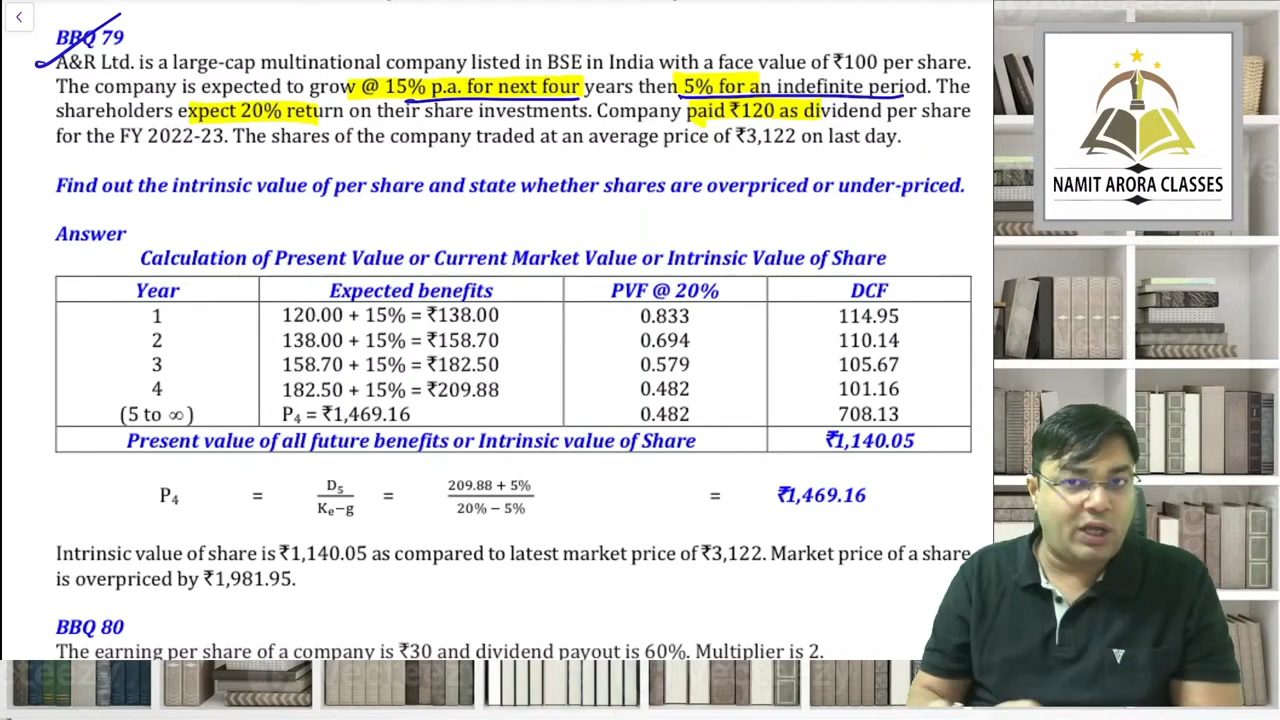 BBQ 79
A&R Ltd. is a large-cap multinational company listed in BSE in India with a face value of ₹100 per share.
The company is expected to grow @ 15% p.a. for next four years then 5% for an indefinite period. The
shareholders expect 20% return on their share investments. Company paid ₹120 as dividend per share
for the FY 2022-23. The shares of the company traded at an average price of ₹3,122 on last day.
Find out the intrinsic value of per share and state whether shares are overpriced or under-priced.
Answer
Calculation of Present Value or Current Market Value or Intrinsic Value of Share
Year Expected benefits PVF @ 20% DCF
1 120.00 + 15% = ₹138.00 0.833 114.95
2 138.00 + 15% = ₹158.70 0.694 110.14
3 158.70 + 15% = ₹182.50 0.579 105.67
4 182.50 + 15% = ₹209.88 0.482 101.16
(5 to ∞) P₄ = ₹1,469.16 0.482 708.13
Present value of all future benefits or Intrinsic value of Share ₹1,140.05
P₄ = D₅ / Kₑ−g = 209.88 + 5% / 20% − 5% = ₹1,469.16
Intrinsic value of share is ₹1,140.05 as compared to latest market price of ₹3,122. Market price of a share
is overpriced by ₹1,981.95.
BBQ 80
The earning per share of a company is ₹30 and dividend payout is 60%. Multiplier is 2.
NAMIT ARORA CLASSES